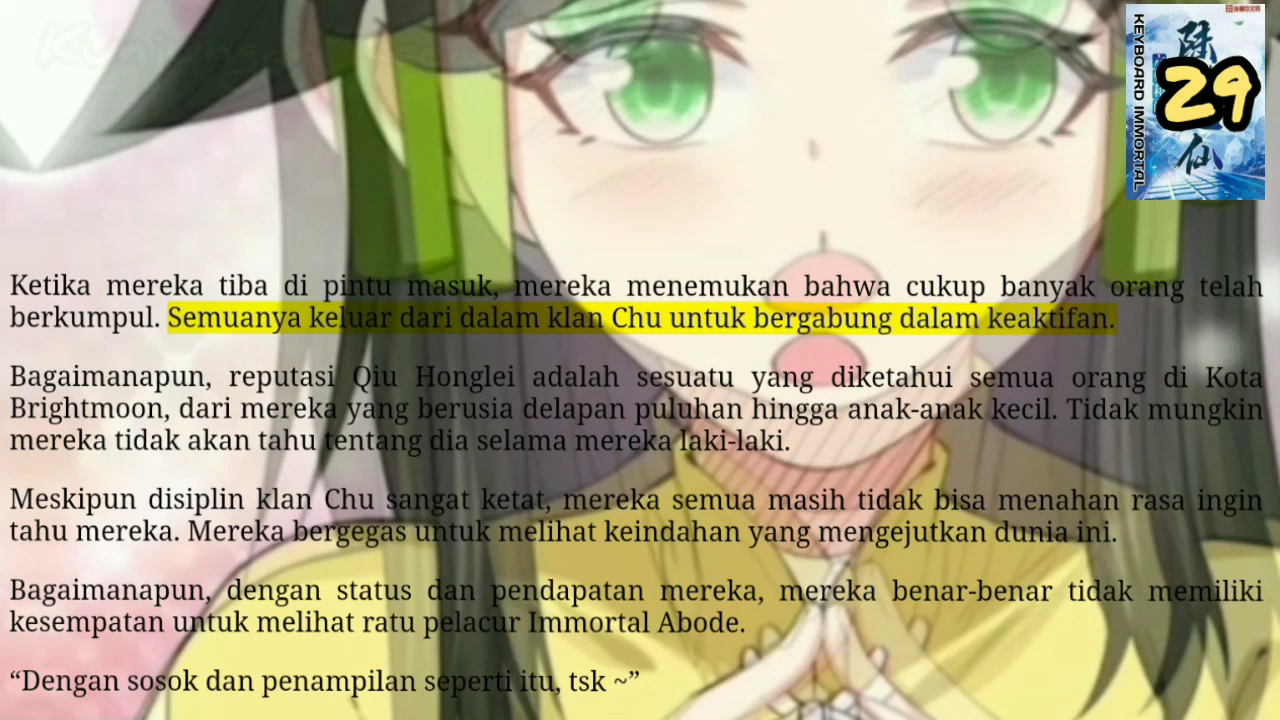 KEYBOARD IMMORTAL
29
仙
Ketika mereka tiba di pintu masuk, mereka menemukan bahwa cukup banyak orang telah
berkumpul. Semuanya keluar dari dalam klan Chu untuk bergabung dalam keaktifan.
Bagaimanapun, reputasi Qiu Honglei adalah sesuatu yang diketahui semua orang di Kota
Brightmoon, dari mereka yang berusia delapan puluhan hingga anak-anak kecil. Tidak mungkin
mereka tidak akan tahu tentang dia selama mereka laki-laki.
Meskipun disiplin klan Chu sangat ketat, mereka semua masih tidak bisa menahan rasa ingin
tahu mereka. Mereka bergegas untuk melihat keindahan yang mengejutkan dunia ini.
Bagaimanapun, dengan status dan pendapatan mereka, mereka benar-benar tidak memiliki
kesempatan untuk melihat ratu pelacur Immortal Abode.
“Dengan sosok dan penampilan seperti itu, tsk ~”